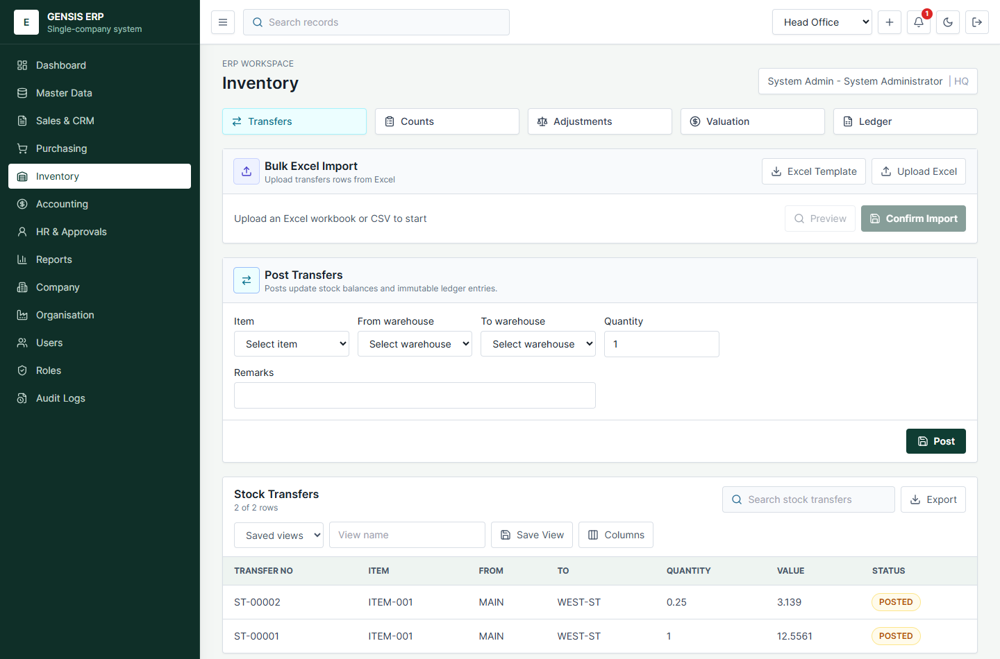 E
GENSIS ERP
Single-company system
Dashboard
Master Data
Sales & CRM
Purchasing
Inventory
Accounting
HR & Approvals
Reports
Company
Organisation
Users
Roles
Audit Logs
Search records
Head Office
1
ERP WORKSPACE
Inventory
System Admin - System Administrator | HQ
Transfers
Counts
Adjustments
Valuation
Ledger
Bulk Excel Import
Upload transfers rows from Excel
Excel Template
Upload Excel
Upload an Excel workbook or CSV to start
Preview
Confirm Import
Post Transfers
Posts update stock balances and immutable ledger entries.
Item From warehouse To warehouse Quantity
Select item Select warehouse Select warehouse 1
Remarks
Post
Stock Transfers
2 of 2 rows
Search stock transfers
Export
Saved views
View name
Save View
Columns
TRANSFER NO ITEM FROM TO QUANTITY VALUE STATUS
ST-00002 ITEM-001 MAIN WEST-ST 0.25 3.139 POSTED
ST-00001 ITEM-001 MAIN WEST-ST 1 12.5561 POSTED